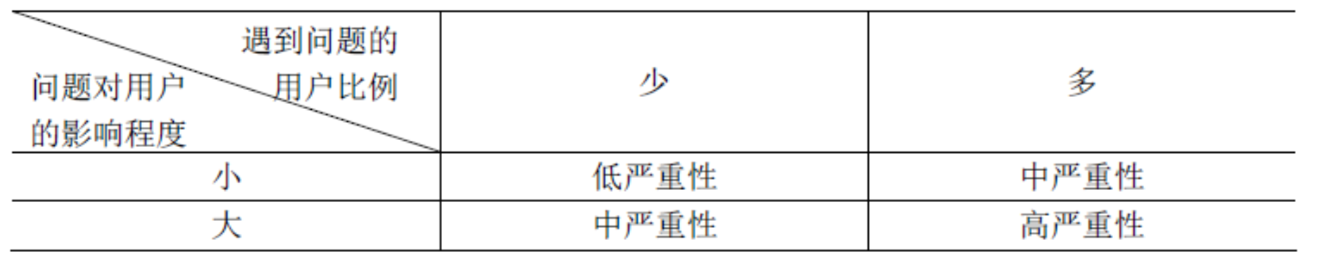 遇到问题的
用户比例
问题对用户
的影响程度
少
多
小
低严重性
中严重性
大
中严重性
高严重性